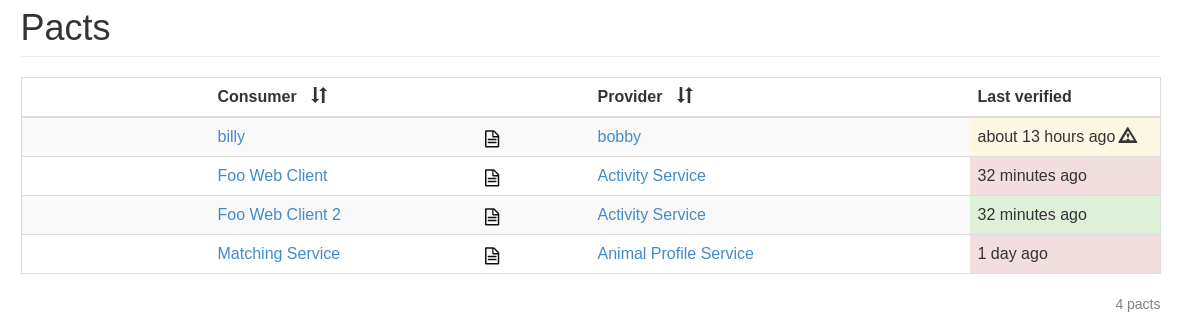 Pacts
Consumer Provider Last verified
billy bobby about 13 hours ago
Foo Web Client Activity Service 32 minutes ago
Foo Web Client 2 Activity Service 32 minutes ago
Matching Service Animal Profile Service 1 day ago
4 pacts